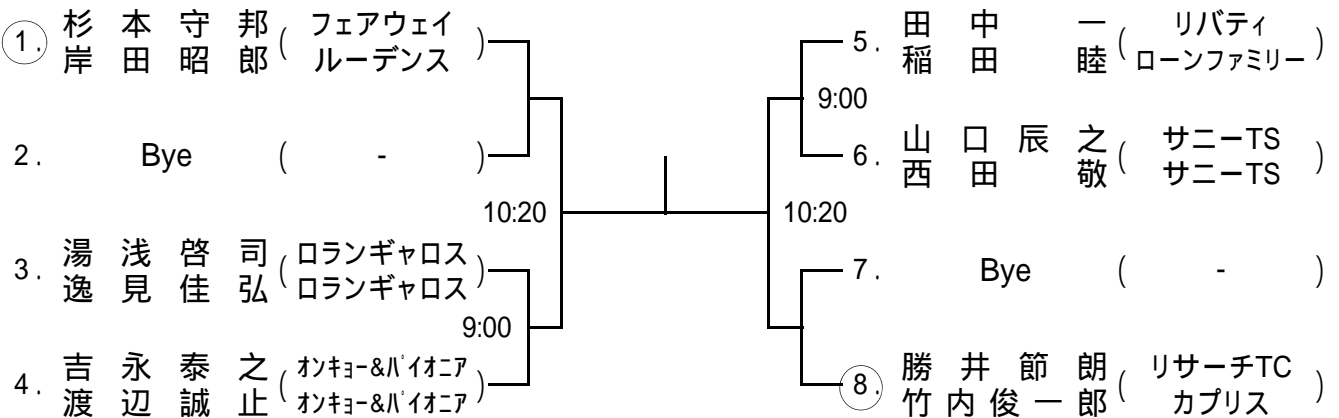 1. 杉本守邦 ( フェアウェイ )
岸田昭郎 ( ルーデンス )
2. Bye ( - )
10:20
3. 湯浅啓司 ( ロランギャロス )
逸見佳弘 ( ロランギャロス )
9:00
4. 吉永泰之 ( ｵﾝｷｮｰ&ﾊﾟｲｵﾆｱ )
渡辺誠止 ( ｵﾝｷｮｰ&ﾊﾟｲｵﾆｱ )
5. 田中一 ( リバティ )
稲田睦 ( ローンファミリー )
9:00
6. 山口辰之 ( サニーTS )
西田敬 ( サニーTS )
10:20
7. Bye ( - )
8. 勝井節朗 ( リサーチTC )
竹内俊一郎 ( カプリス )